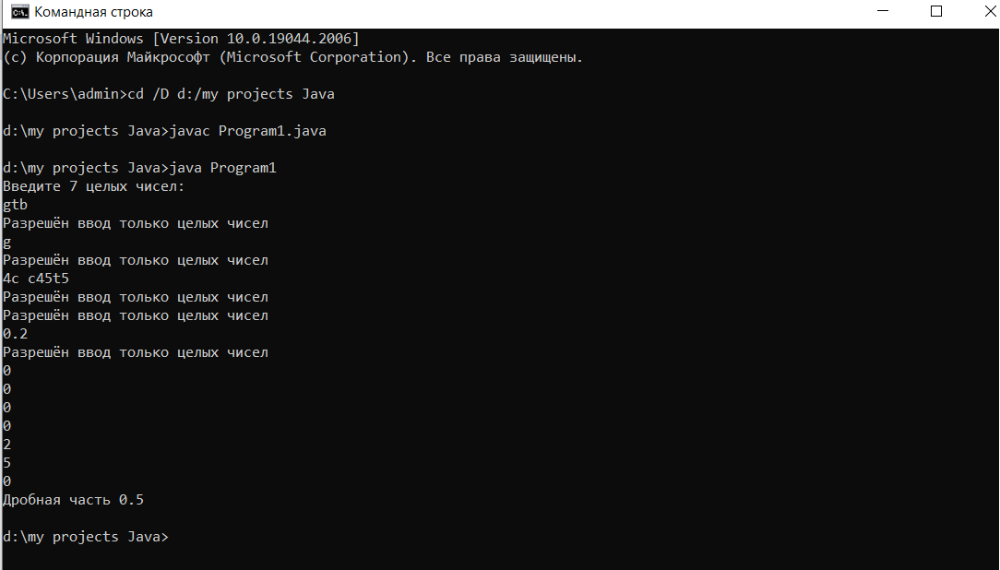 Командная строка
Microsoft Windows [Version 10.0.19044.2006]
(c) Корпорация Майкрософт (Microsoft Corporation). Все права защищены.
C:\Users\admin>cd /D d:/my projects Java
d:\my projects Java>javac Program1.java
d:\my projects Java>java Program1
Введите 7 целых чисел:
gtb
Разрешён ввод только целых чисел
g
Разрешён ввод только целых чисел
4c c45t5
Разрешён ввод только целых чисел
Разрешён ввод только целых чисел
0.2
Разрешён ввод только целых чисел
0
0
0
0
2
5
0
Дробная часть 0.5
d:\my projects Java>